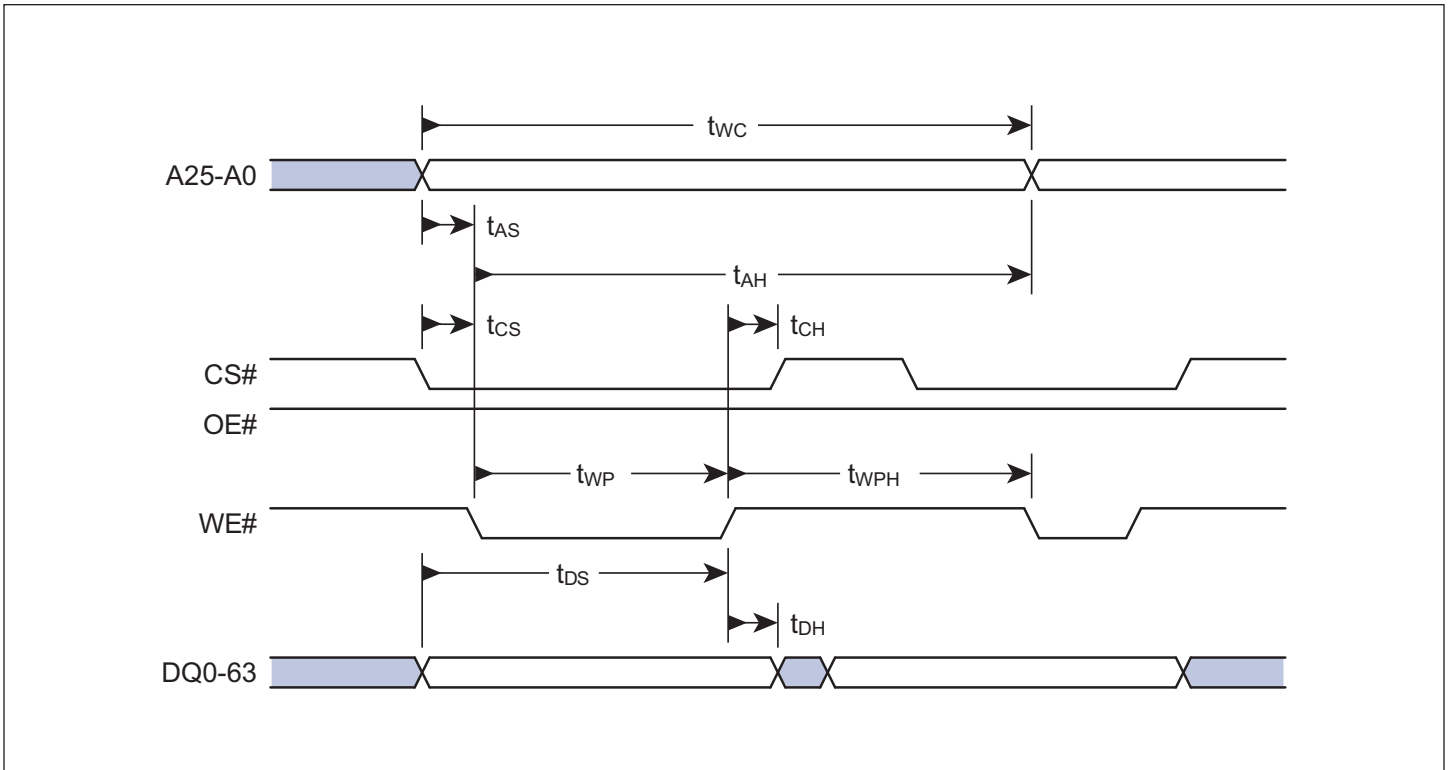 tWC
A25-A0
tAS
tAH
tCS
tCH
CS#
OE#
tWP
tWPH
WE#
tDS
tDH
DQ0-63